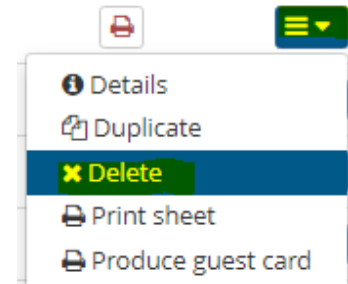 Details
Duplicate
Delete
Print sheet
Produce guest card